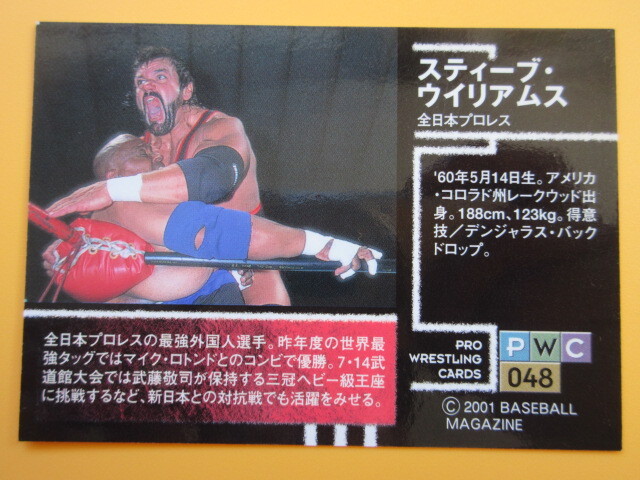 スティーブ・
ウイリアムス
全日本プロレス
'60年5月14日生。アメリカ
・コロラド州レークウッド出
身。188cm、123kg。得意
技／デンジャラス・バック
ドロップ。
全日本プロレスの最強外国人選手。昨年度の世界最
強タッグではマイク・ロトンドとのコンビで優勝。7・14武
道館大会では武藤敬司が保持する三冠ヘビー級王座
に挑戦するなど、新日本との対抗戦でも活躍をみせる。
PRO
WRESTLING
CARDS
PWC
048
© 2001 BASEBALL
MAGAZINE